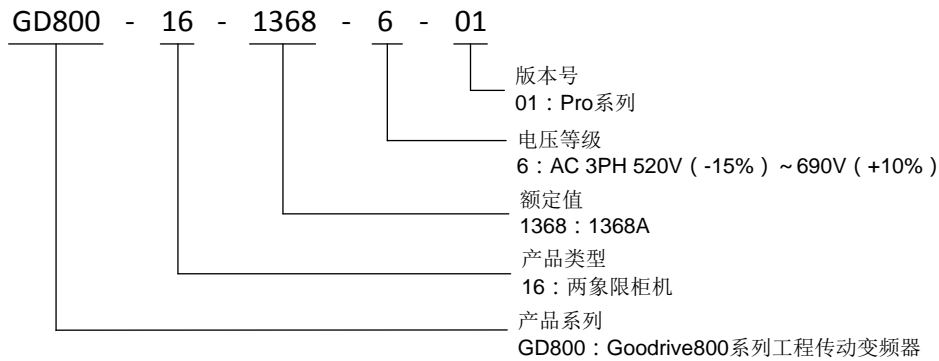 GD800 - 16 - 1368 - 6 - 01
版本号
01：Pro系列
电压等级
6：AC 3PH 520V（-15%）~690V（+10%）
额定值
1368：1368A
产品类型
16：两象限柜机
产品系列
GD800：Goodrive800系列工程传动变频器